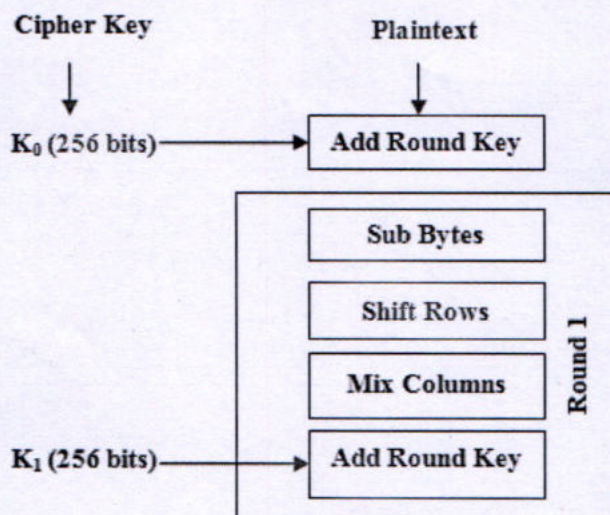 Cipher Key
Plaintext
K₀ (256 bits)
Add Round Key
Sub Bytes
Shift Rows
Mix Columns
Round 1
K₁ (256 bits)
Add Round Key